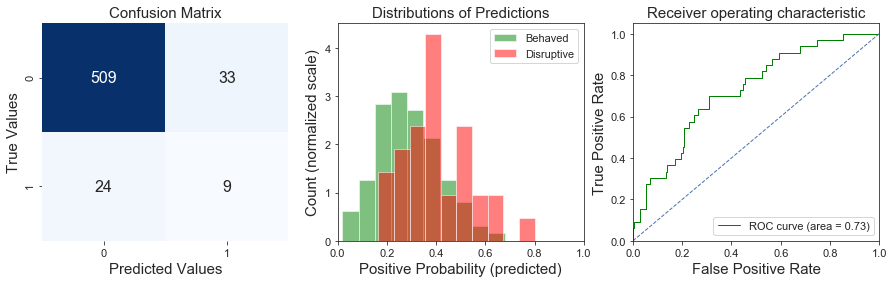 Confusion Matrix
True Values
0
1
509
33
24
9
0
1
Predicted Values
Distributions of Predictions
Count (normalized scale)
4
3
2
1
0
Behaved
Disruptive
0.0 0.2 0.4 0.6 0.8 1.0
Positive Probability (predicted)
Receiver operating characteristic
True Positive Rate
1.0
0.8
0.6
0.4
0.2
0.0
ROC curve (area = 0.73)
0.0 0.2 0.4 0.6 0.8 1.0
False Positive Rate